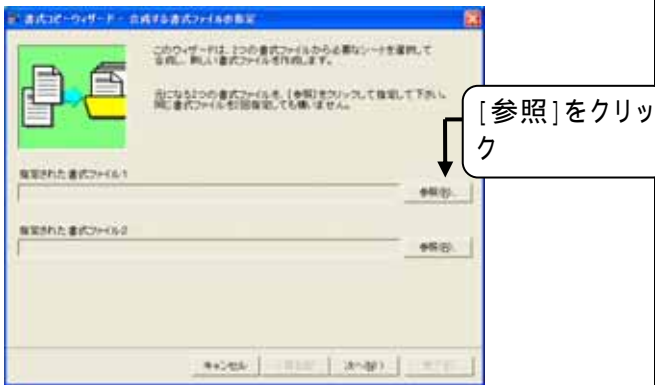 書式コピーウィザード - 合成する書式ファイルの指定
このウィザードは、2つの書式ファイルから必要なシートを選択して
合成し、新しい書式ファイルを作成します。
元になる2つの書式ファイルを、[参照]をクリックして指定して下さい。
同じ書式ファイルを2回指定しても構いません。
[参照]をクリッ
ク
指定された書式ファイル1
参照(R)...
指定された書式ファイル2
参照(E)...
キャンセル
次へ(N) >